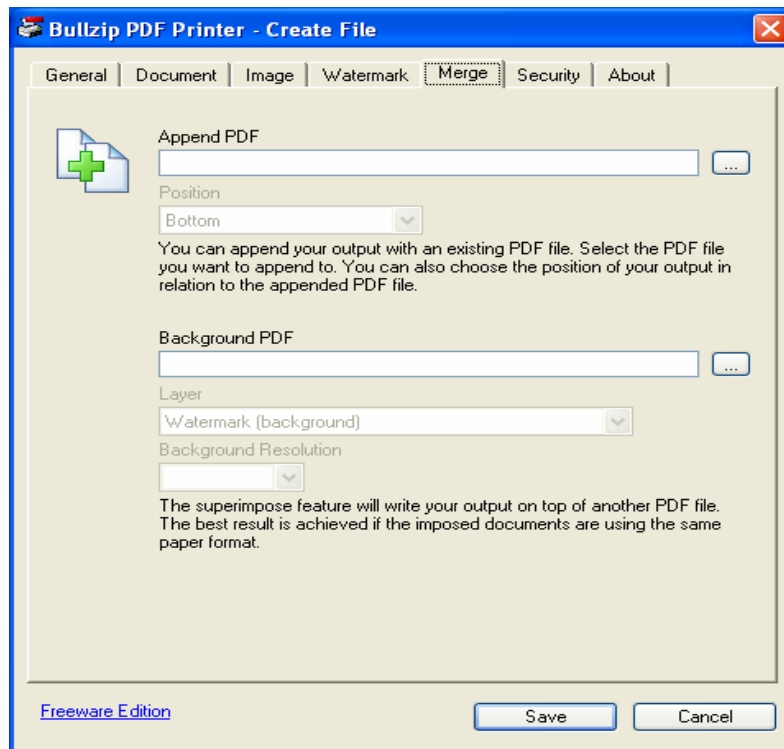 Bullzip PDF Printer - Create File
General Document Image Watermark Merge Security About
Append PDF
...
Position
Bottom
You can append your output with an existing PDF file. Select the PDF file
you want to append to. You can also choose the position of your output in
relation to the appended PDF file.
Background PDF
...
Layer
Watermark (background)
Background Resolution
The superimpose feature will write your output on top of another PDF file.
The best result is achieved if the imposed documents are using the same
paper format.
Freeware Edition Save Cancel